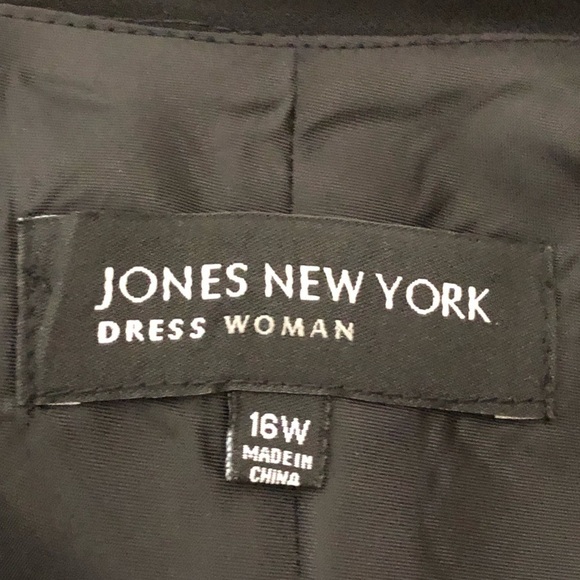 JONES NEW YORK
DRESS WOMAN
16W
MADE IN
CHINA